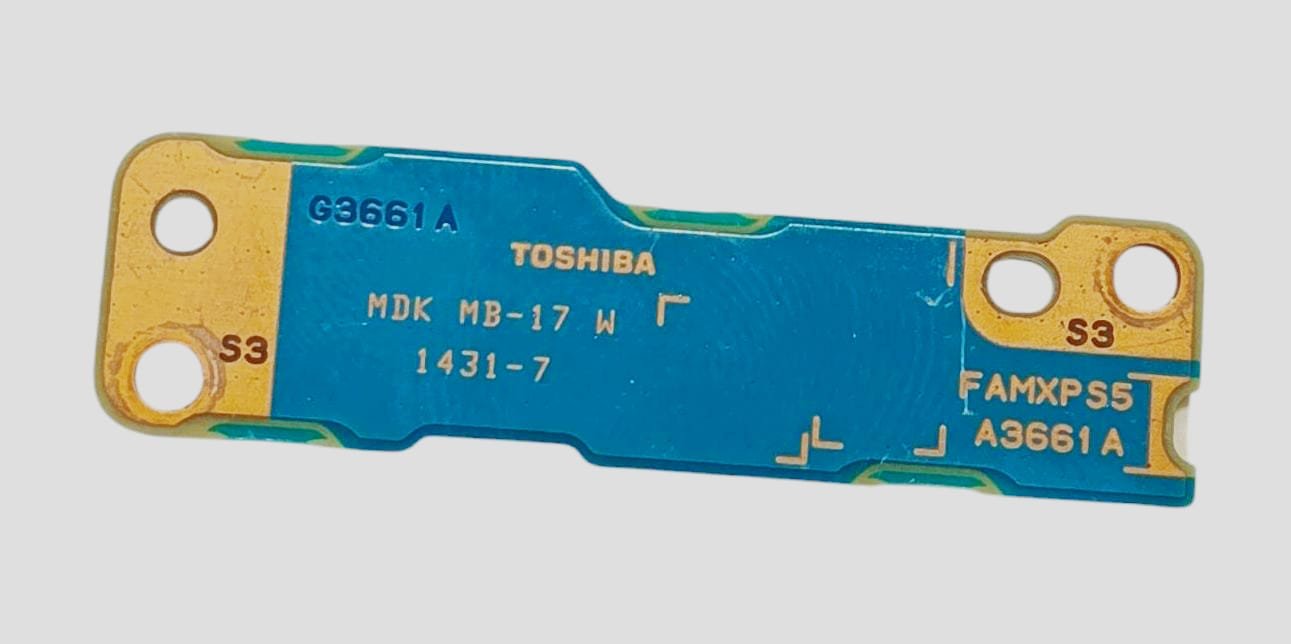 G3661A
TOSHIBA
MDK MB-17 W
1431-7
S3
S3
FAMXPS5
A3661A